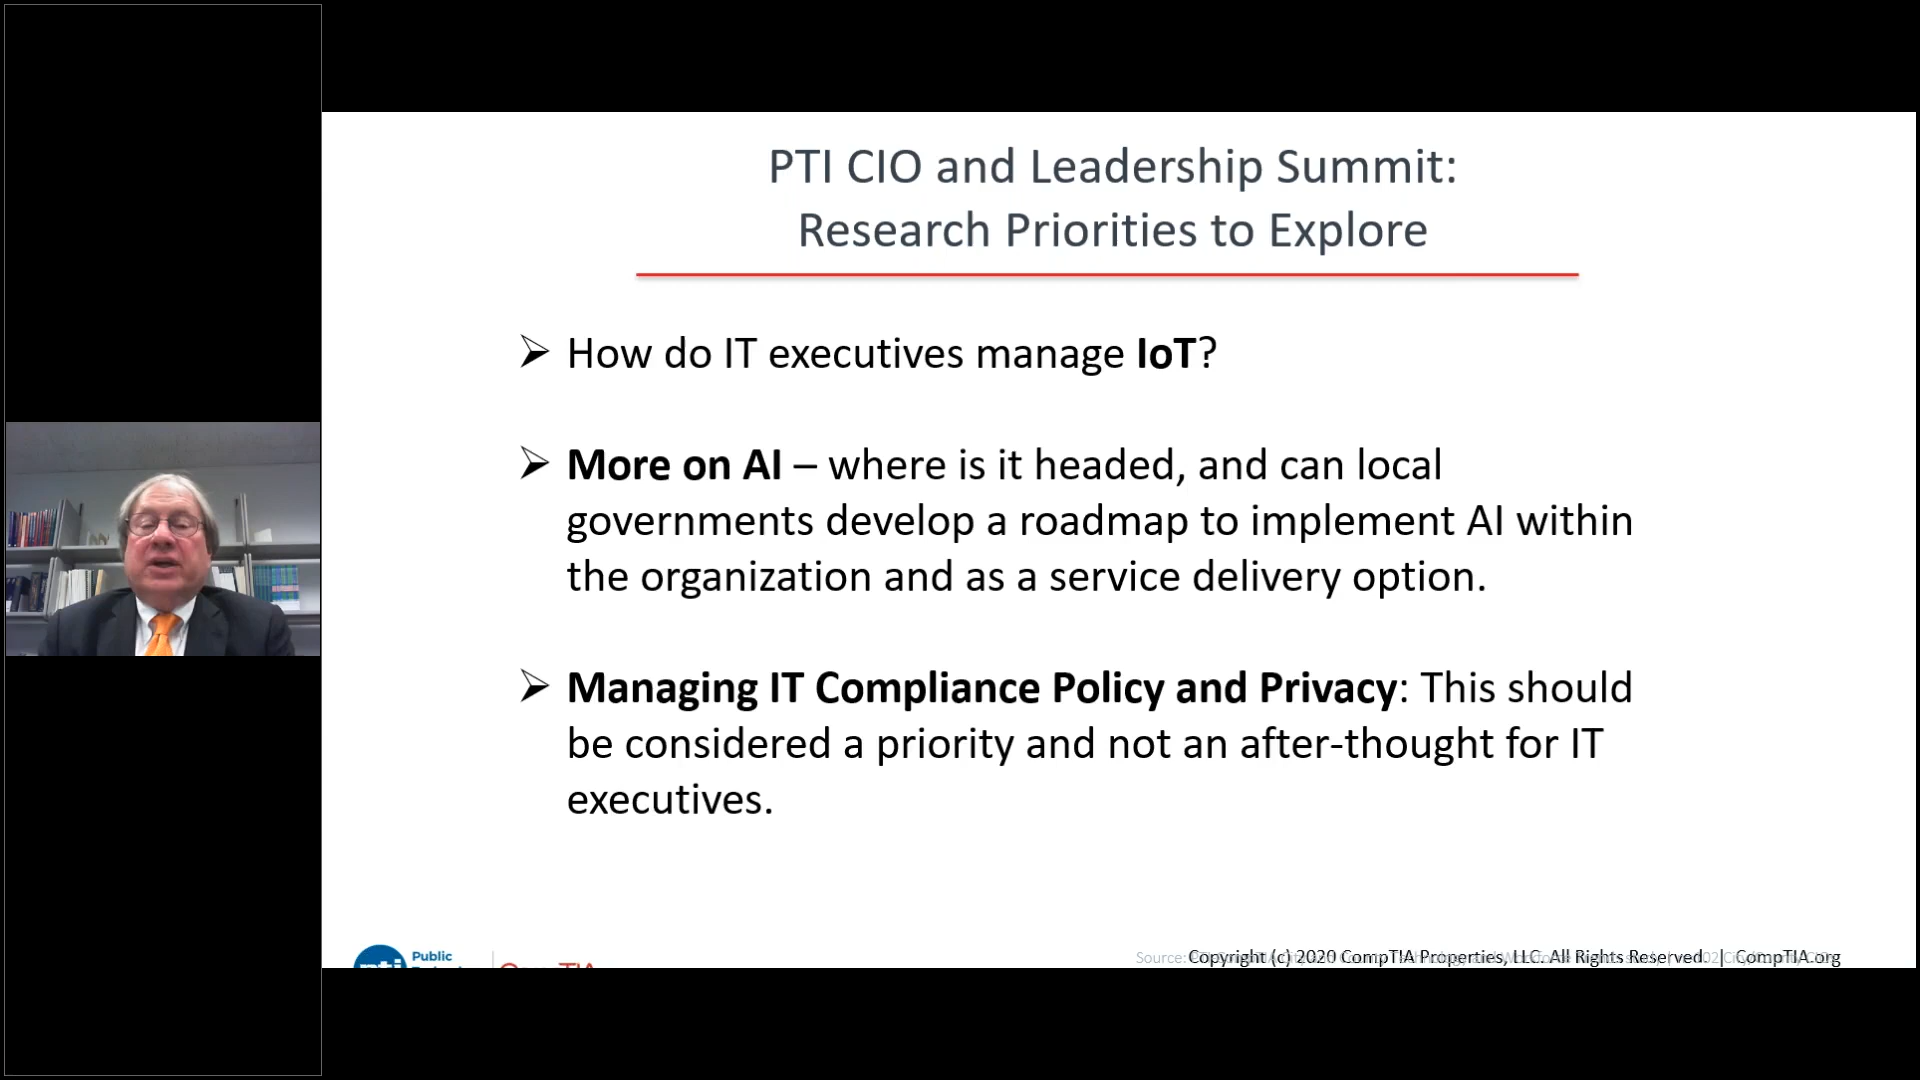 PTI CIO and Leadership Summit:
Research Priorities to Explore
➢ How do IT executives manage IoT?
➢ More on AI – where is it headed, and can local
governments develop a roadmap to implement AI within
the organization and as a service delivery option.
➢ Managing IT Compliance Policy and Privacy: This should
be considered a priority and not an after-thought for IT
executives.
pti
Public
CompTIA
Source:
Copyright (c) 2020 CompTIA Properties, LLC. All Rights Reserved. | CompTIA.org